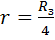 r = R₃/4